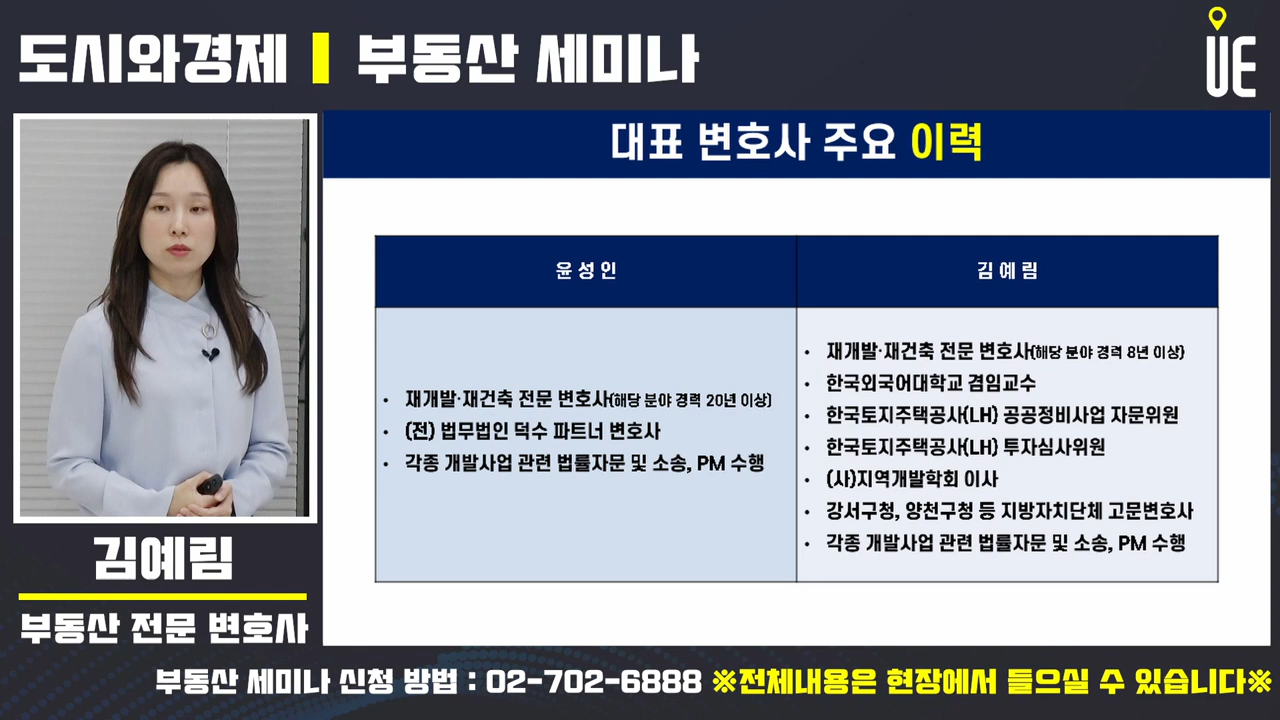 도시와경제 부동산 세미나
UE
대표 변호사 주요 이력
윤성인
재개발·재건축 전문 변호사(해당 분야 경력 20년 이상)
(전) 법무법인 덕수 파트너 변호사
각종 개발사업 관련 법률자문 및 소송, PM 수행
김예림
재개발·재건축 전문 변호사(해당 분야 경력 8년 이상)
한국외국어대학교 겸임교수
한국토지주택공사(LH) 공공정비사업 자문위원
한국토지주택공사(LH) 투자심사위원
(사)지역개발학회 이사
강서구청, 양천구청 등 지방자치단체 고문변호사
각종 개발사업 관련 법률자문 및 소송, PM 수행
김예림
부동산 전문 변호사
부동산 세미나 신청 방법 : 02-702-6888 ※전체내용은 현장에서 들으실 수 있습니다※